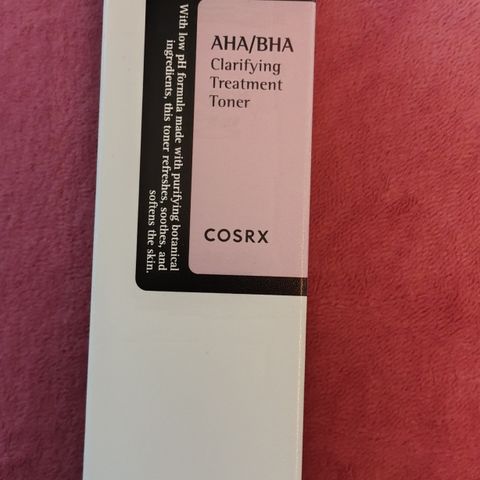 AHA/BHA
Clarifying
Treatment
Toner
COSRX
With low pH formula made with purifying botanical
ingredients, this toner refreshes, soothes, and
softens the skin.